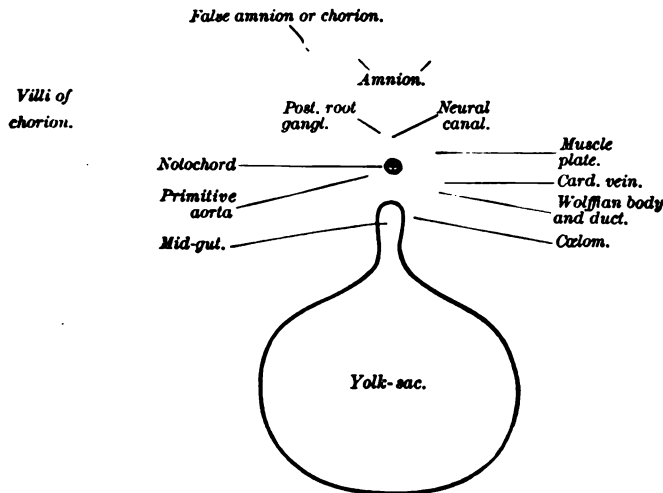 False amnion or chorion.
Amnion.
Villi of
chorion.
Post. root
gangl.
Neural
canal.
Muscle
plate.
Notochord
Card. vein.
Primitive
aorta
Wolffian body
and duct.
Mid-gut.
Cœlom.
Yolk-sac.